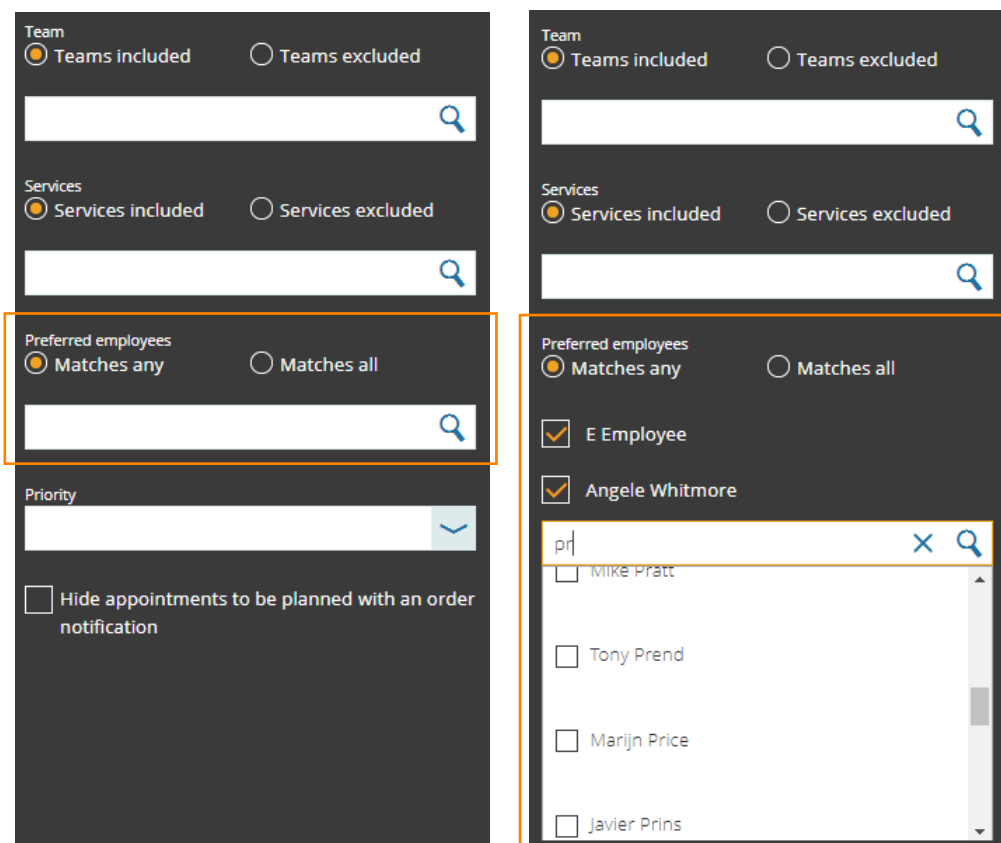 Team
Teams included Teams excluded
Services
Services included Services excluded
Preferred employees
Matches any Matches all
Priority
Hide appointments to be planned with an order
notification
Team
Teams included Teams excluded
Services
Services included Services excluded
Preferred employees
Matches any Matches all
E Employee
Angele Whitmore
pr
Mike Pratt
Tony Prend
Marijn Price
Javier Prins